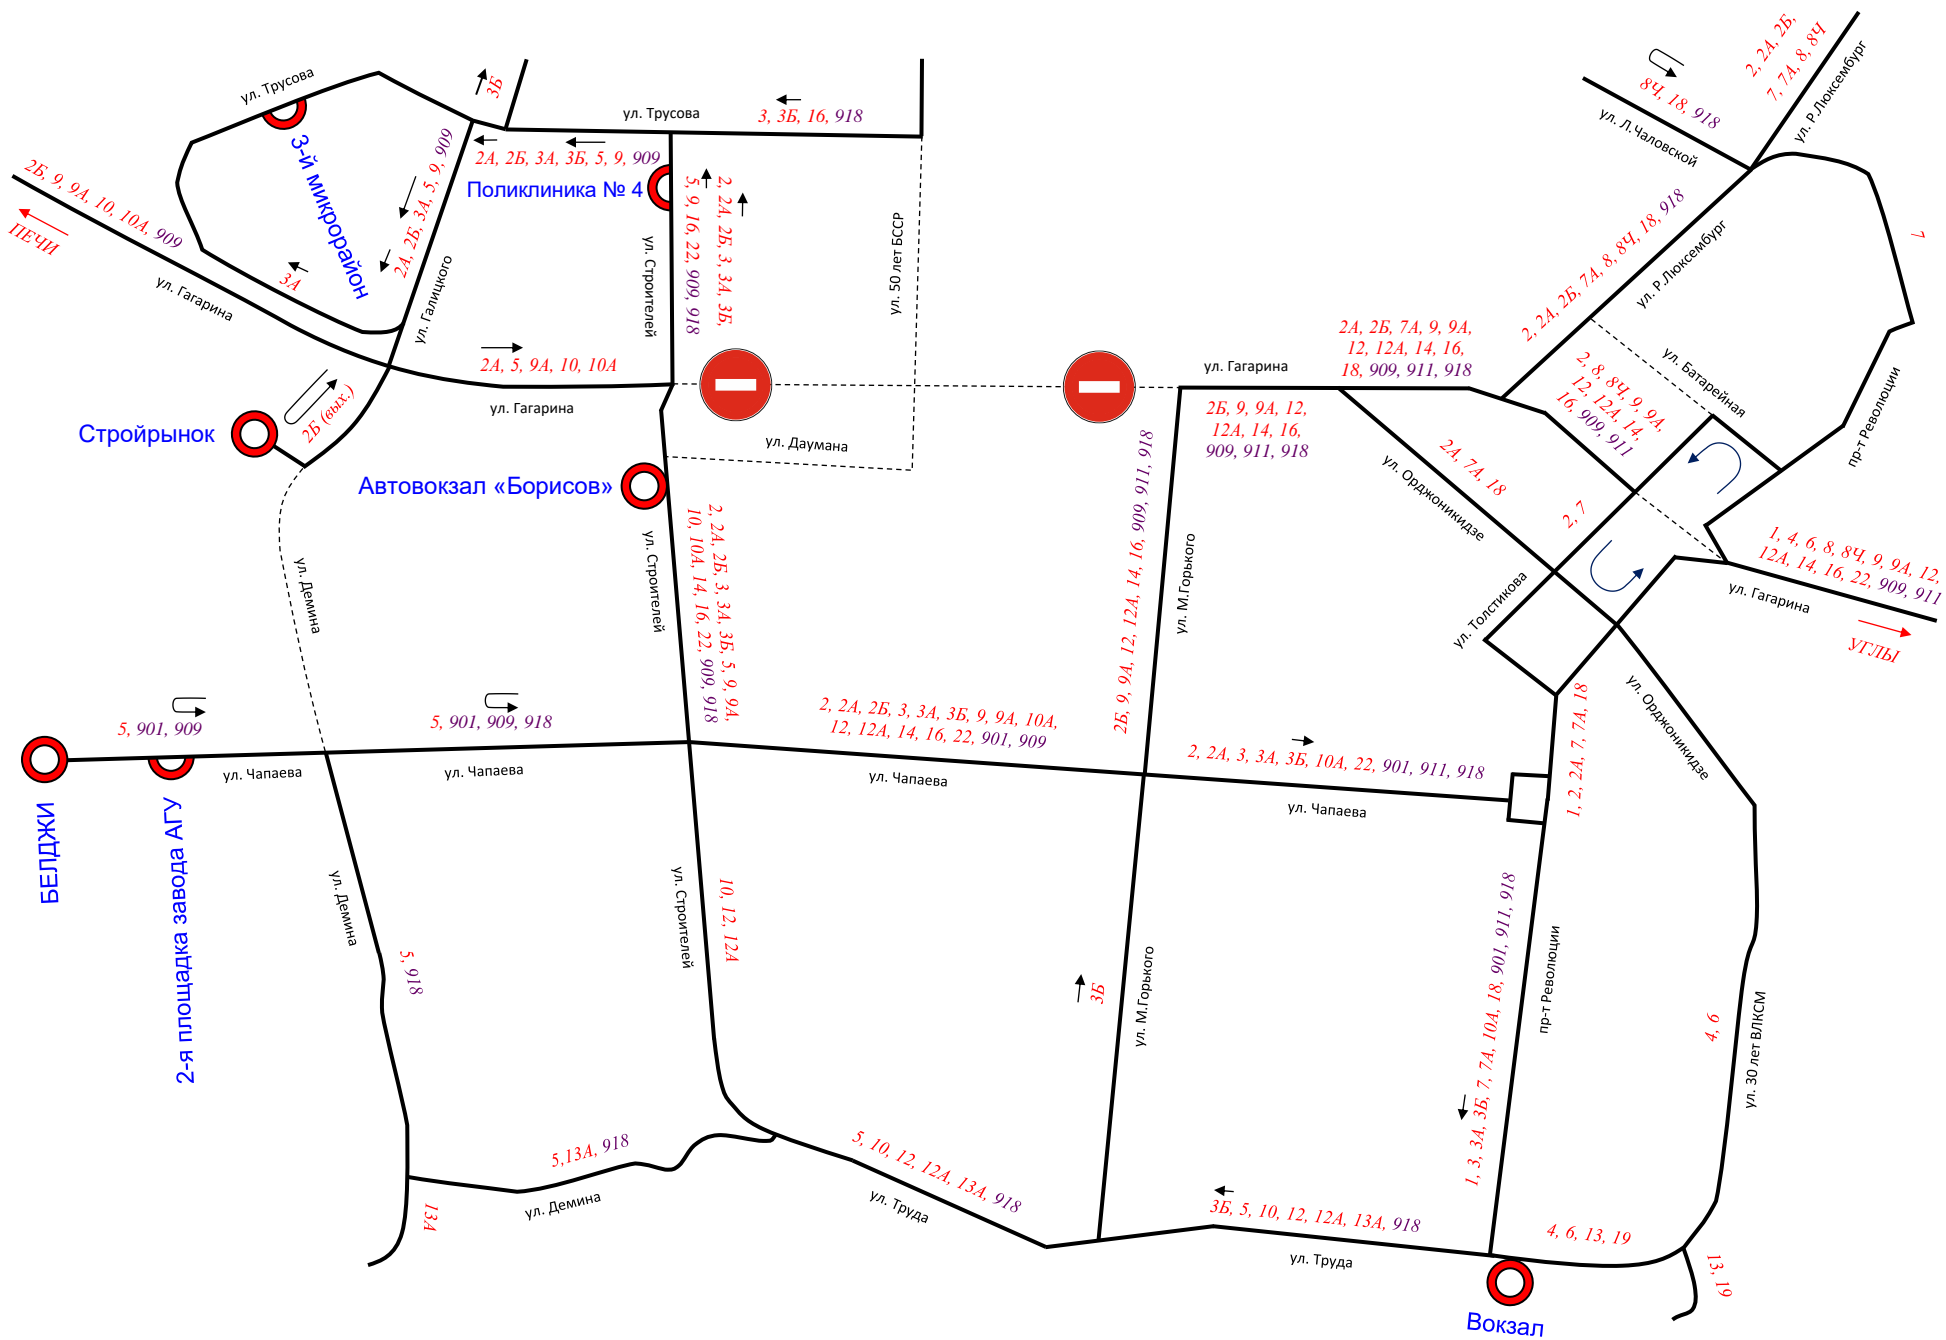 ул. Трусова
3Б
ул. Трусова
3, 3Б, 16, 918
2А, 2Б, 3А, 3Б, 5, 9, 909
Поликлиника № 4
3-й микрорайон
2А, 2Б, 3А, 5, 9, 909
2Б, 9, 9А, 10, 10А, 909
ПЕЧИ
ул. Гагарина
3А
ул. Галицкого
ул. Строителей
2, 2А, 2Б, 3, 3А, 3Б,
5, 9, 16, 22, 909, 918
ул. 50 лет БССР
2А, 5, 9А, 10, 10А
ул. Гагарина
2Б (вых.)
Стройрынок
ул. Даумана
Автовокзал «Борисов»
ул. Демина
ул. Строителей
2, 2А, 2Б, 3, 3А, 3Б, 5, 9, 9А,
10, 10А, 14, 16, 22, 909, 918
8Ч, 18, 918
ул. Л.Чаловской
2, 2А, 2Б,
7, 7А, 8, 8Ч
ул. Р.Люксембург
2, 2А, 2Б, 7А, 8, 8Ч, 18, 918
ул. Р.Люксембург
7
пр-т Революции
ул. Батарейная
2А, 2Б, 7А, 9, 9А,
12, 12А, 14, 16,
18, 909, 911, 918
ул. Гагарина
2Б, 9, 9А, 12,
12А, 14, 16,
909, 911, 918
2, 8, 8Ч, 9, 9А,
12, 12А, 14,
16, 909, 911
2А, 7А, 18
ул. Орджоникидзе
2, 7
ул. Толстикова
1, 4, 6, 8, 8Ч, 9, 9А, 12,
12А, 14, 16, 22, 909, 911
ул. Гагарина
УГЛЫ
2Б, 9, 9А, 12, 12А, 14, 16, 909, 911, 918
ул. М.Горького
5, 901, 909
ул. Чапаева
5, 901, 909, 918
ул. Чапаева
2, 2А, 2Б, 3, 3А, 3Б, 9, 9А, 10А,
12, 12А, 14, 16, 22, 901, 909
ул. Чапаева
2, 2А, 3, 3А, 3Б, 10А, 22, 901, 911, 918
ул. Чапаева
1, 2, 2А, 7, 7А, 18
ул. Орджоникидзе
БЕЛДЖИ
2-я площадка завода АГУ
ул. Демина
5, 918
ул. Строителей
10, 12, 12А
3Б
ул. М.Горького
1, 3, 3А, 3Б, 7, 7А, 10А, 18, 901, 911, 918
пр-т Революции
4, 6
ул. 30 лет ВЛКСМ
5,13А, 918
ул. Демина
13А
5, 10, 12, 12А, 13А, 918
ул. Труда
3Б, 5, 10, 12, 12А, 13А, 918
ул. Труда
4, 6, 13, 19
13, 19
Вокзал